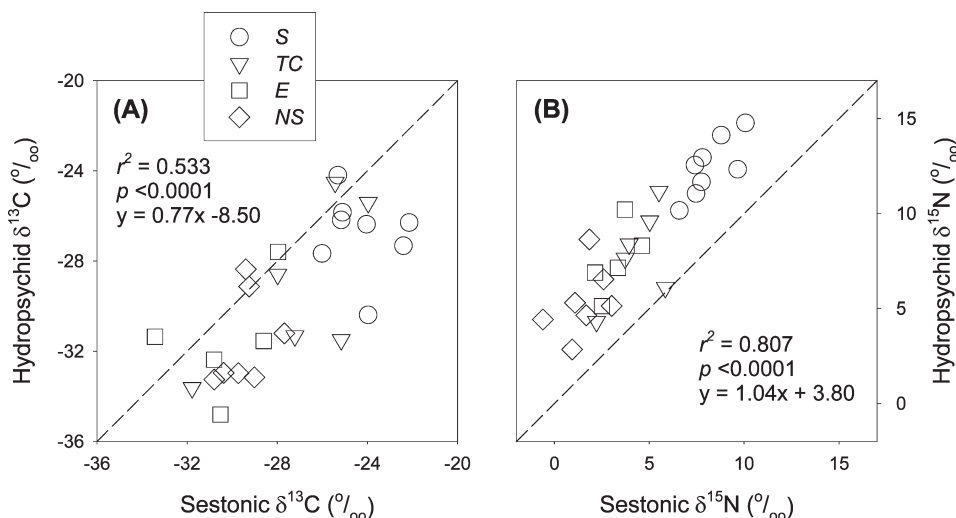 S
TC
E
NS
(A)
r² = 0.533
p <0.0001
y = 0.77x -8.50
-20
-24
-28
-32
-36
Hydropsychid δ¹³C (º/ₒₒ)
-36 -32 -28 -24 -20
Sestonic δ¹³C (º/ₒₒ)
(B)
r² = 0.807
p <0.0001
y = 1.04x + 3.80
15
10
5
0
Hydropsychid δ¹⁵N (º/ₒₒ)
0 5 10 15
Sestonic δ¹⁵N (º/ₒₒ)